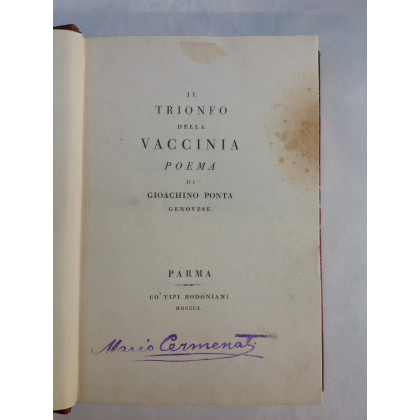 IL
TRIONFO
DELLA
VACCINIA
POEMA
DI
GIOACHINO PONTA
GENOVESE.
PARMA
CO' TIPI BODONIANI
MDCCCX.
Mario Cermenati